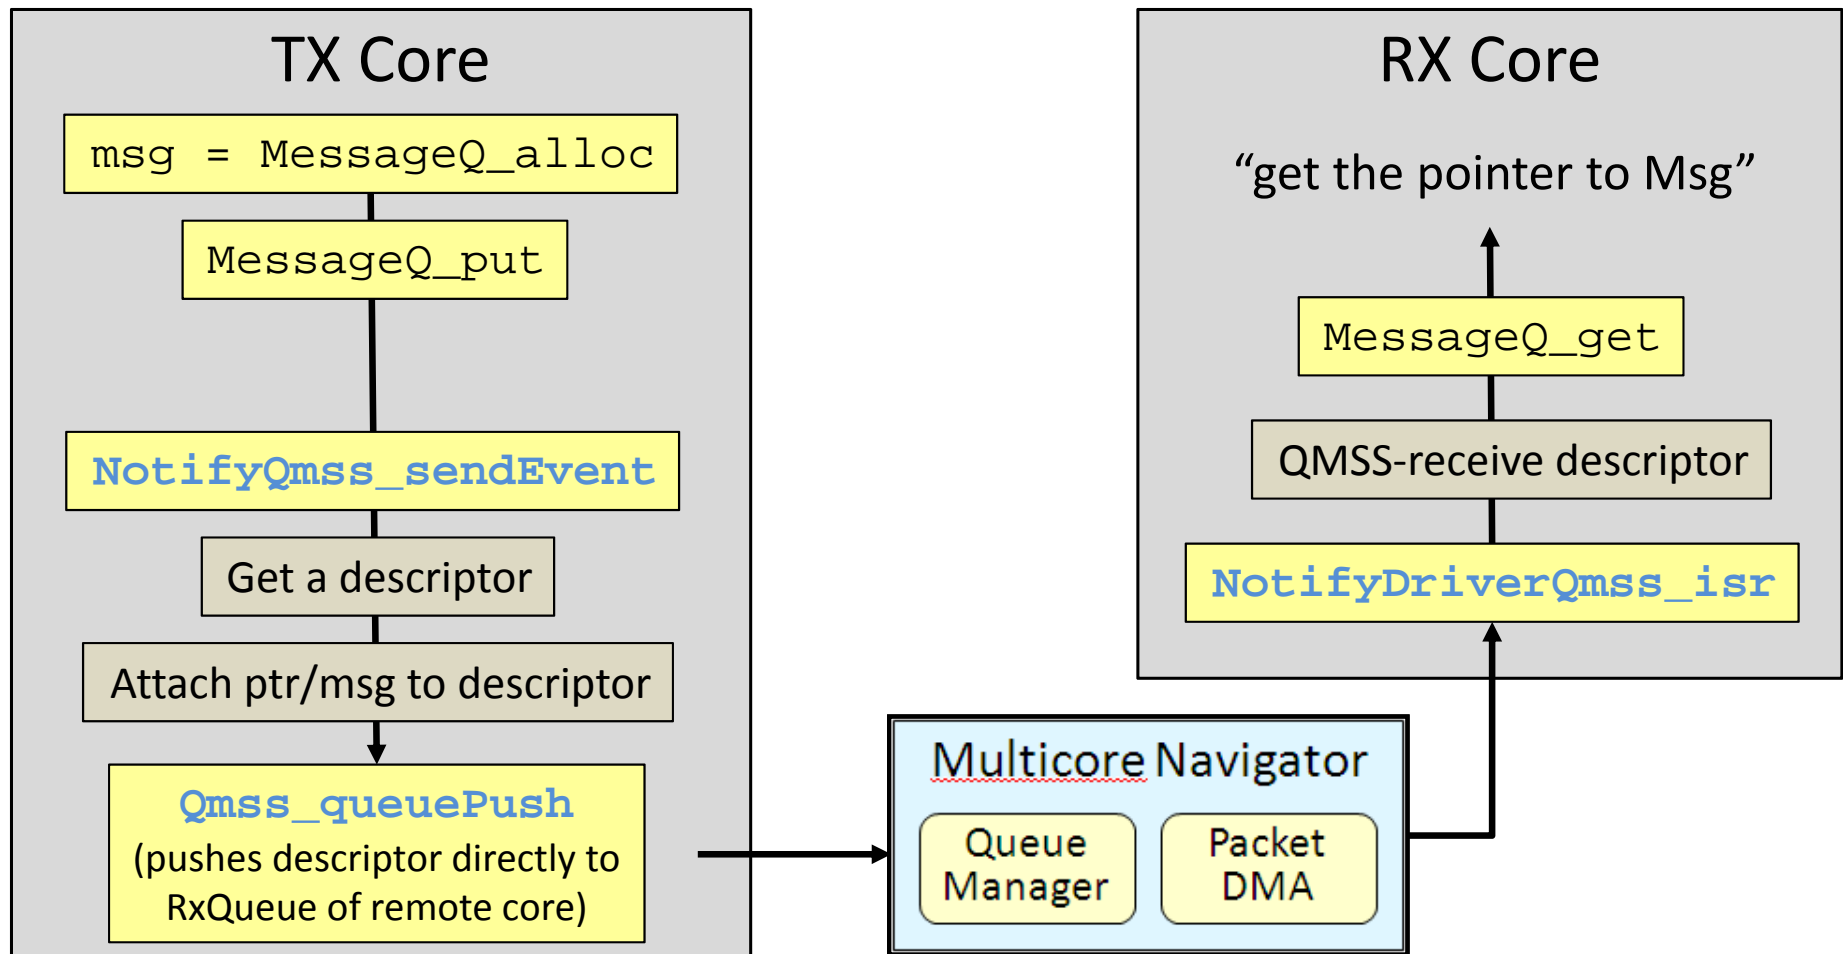 TX Core
msg = MessageQ_alloc
MessageQ_put
NotifyQmss_sendEvent
Get a descriptor
Attach ptr/msg to descriptor
Qmss_queuePush
(pushes descriptor directly to
RxQueue of remote core)
Multicore Navigator
Queue
Manager
Packet
DMA
RX Core
“get the pointer to Msg”
MessageQ_get
QMSS-receive descriptor
NotifyDriverQmss_isr